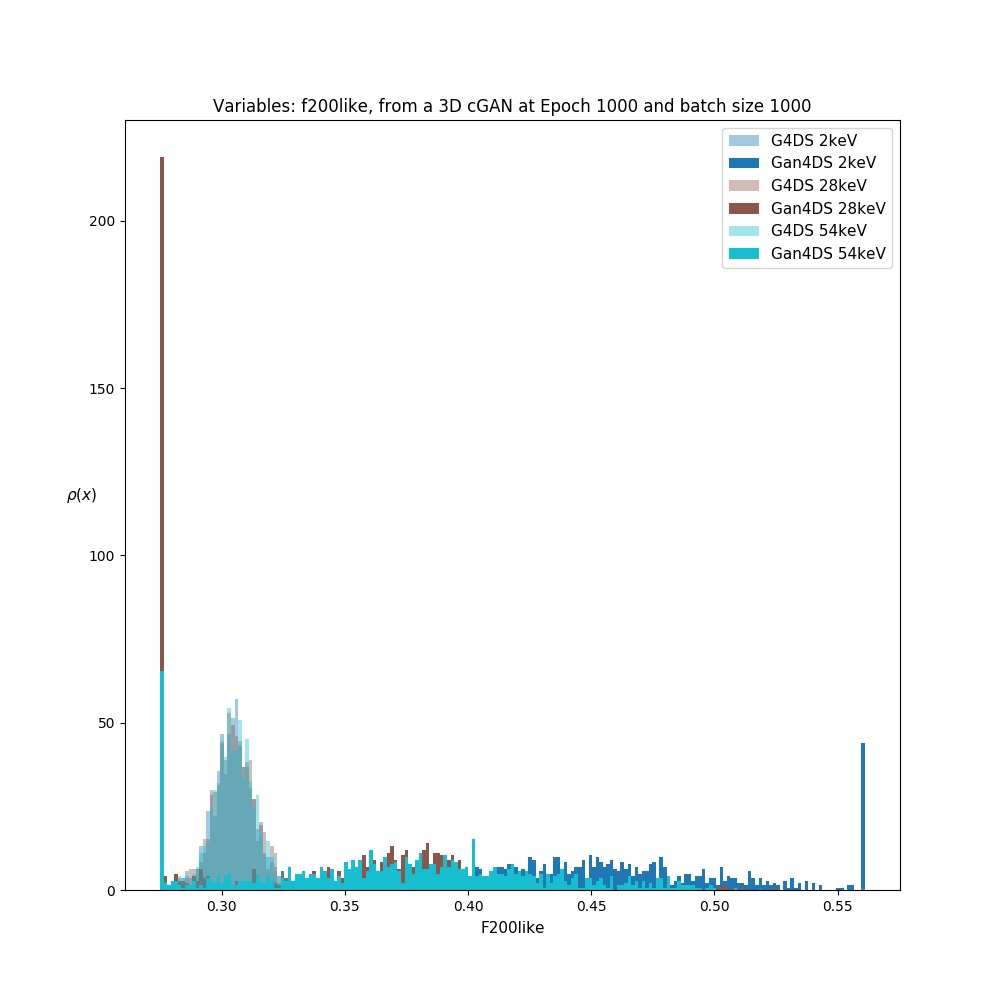 Variables: f200like, from a 3D cGAN at Epoch 1000 and batch size 1000
G4DS 2keV
Gan4DS 2keV
G4DS 28keV
Gan4DS 28keV
G4DS 54keV
Gan4DS 54keV
200
150
ρ(x)
100
50
0
0.30 0.35 0.40 0.45 0.50 0.55
F200like